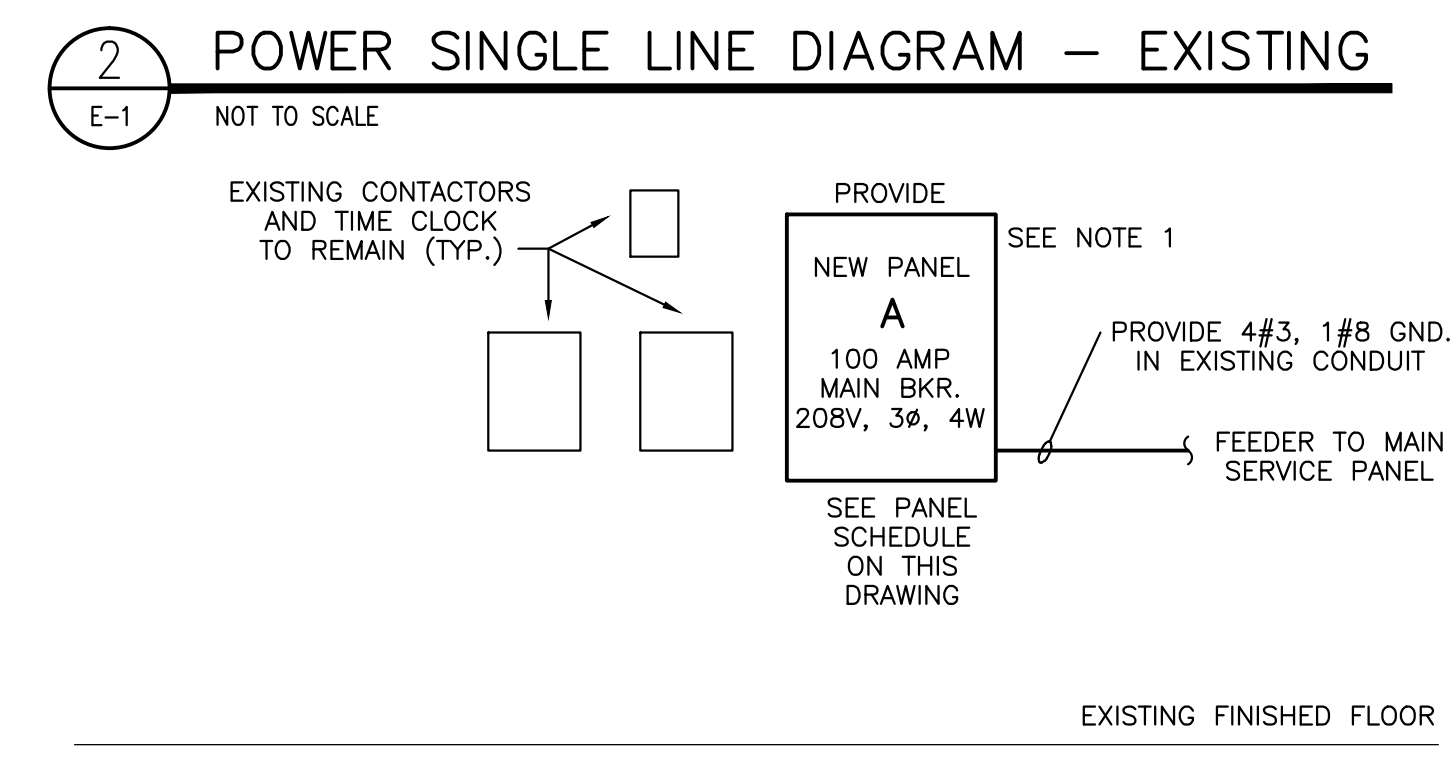 2
E-1
POWER SINGLE LINE DIAGRAM - EXISTING
NOT TO SCALE
EXISTING CONTACTORS
AND TIME CLOCK
TO REMAIN (TYP.)
PROVIDE
NEW PANEL
A
100 AMP
MAIN BKR.
208V, 3ø, 4W
SEE NOTE 1
PROVIDE 4#3, 1#8 GND.
IN EXISTING CONDUIT
FEEDER TO MAIN
SERVICE PANEL
SEE PANEL
SCHEDULE
ON THIS
DRAWING
EXISTING FINISHED FLOOR